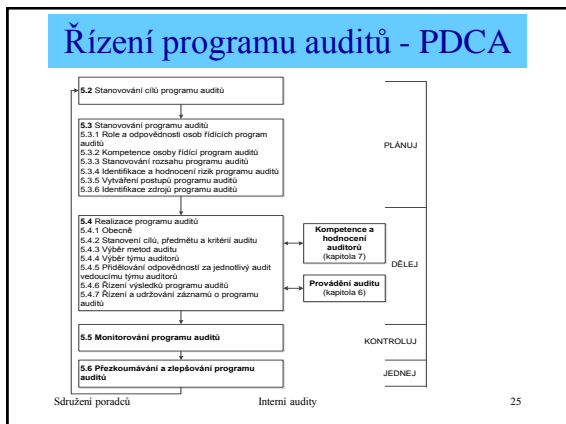 Řízení programu auditů - PDCA
5.2 Stanovování cílů programu auditů
5.3 Stanovování programu auditů
5.3.1 Role a odpovědnosti osob řídících program
auditů
5.3.2 Kompetence osoby řídící program auditů
5.3.3 Stanovování rozsahu programu auditů
5.3.4 Identifikace a hodnocení rizik programu auditů
5.3.5 Vytváření postupů programu auditů
5.3.6 Identifikace zdrojů programu auditů
PLÁNUJ
5.4 Realizace programu auditů
5.4.1 Obecně
5.4.2 Stanovení cílů, předmětu a kritérií auditu
5.4.3 Výběr metod auditu
5.4.4 Výběr týmu auditorů
5.4.5 Přidělování odpovědností za jednotlivý audit
vedoucímu týmu auditorů
5.4.6 Řízení výsledků programu auditů
5.4.7 Řízení a udržování záznamů o programu
auditů
Kompetence a
hodnocení
auditorů
(kapitola 7)
Provádění auditu
(kapitola 6)
DĚLEJ
5.5 Monitorování programu auditů
KONTROLUJ
5.6 Přezkoumávání a zlepšování programu
auditů
JEDNEJ
Sdružení poradců
Interní audity
25